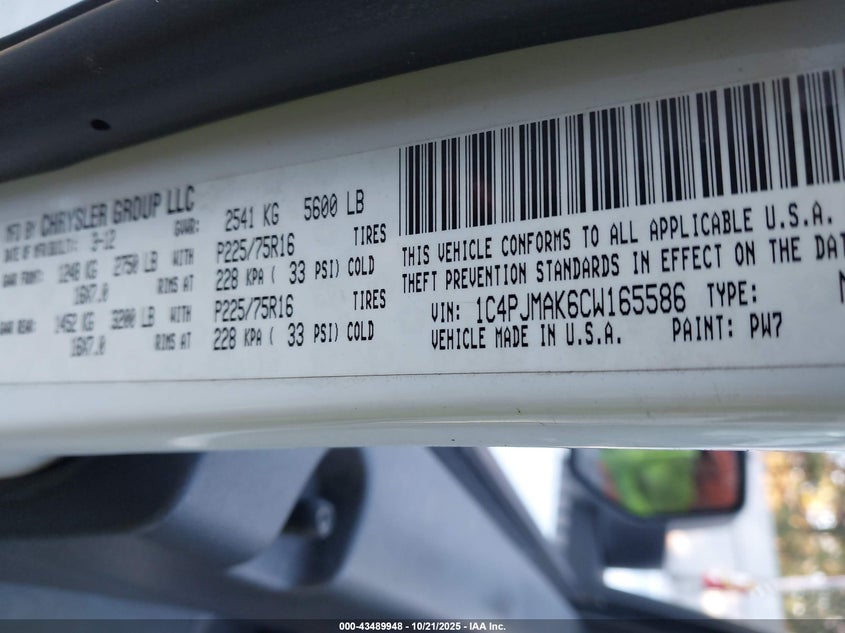 MFD BY CHRYSLER GROUP LLC GVWR: 2541 KG 5600 LB
DATE OF MFR(BUILT): 3-12
GAWR FRONT: 1248 KG 2750 LB WITH P225/75R16 TIRES
16X7.0 RIMS AT 228 KPA ( 33 PSI) COLD
GAWR REAR: 1452 KG 3200 LB WITH P225/75R16 TIRES
16X7.0 RIMS AT 228 KPA ( 33 PSI) COLD
THIS VEHICLE CONFORMS TO ALL APPLICABLE U.S.A.
THEFT PREVENTION STANDARDS IN EFFECT ON THE DAT
VIN: 1C4PJMAK6CW165586 TYPE:
VEHICLE MADE IN U.S.A. PAINT: PW7
000-43489948 - 10/21/2025 - IAA Inc.